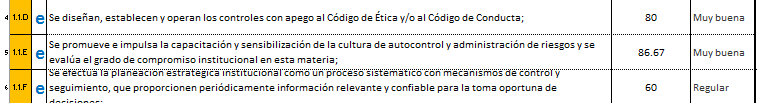 4 1.1.D e Se diseñan, establecen y operan los controles con apego al Código de Ética y/o al Código de Conducta; 80 Muy buena
Se promueve e impulsa la capacitación y sensibilización de la cultura de autocontrol y administración de riesgos y se
5 1.1.E e evalúa el grado de compromiso institucional en esta materia; 86.67 Muy buena
Se efectúa la planeación estratégica institucional como un proceso sistemático con mecanismos de control y
6 1.1.F e seguimiento, que proporcionen periódicamente información relevante y confiable para la toma oportuna de 60 Regular
decisiones;